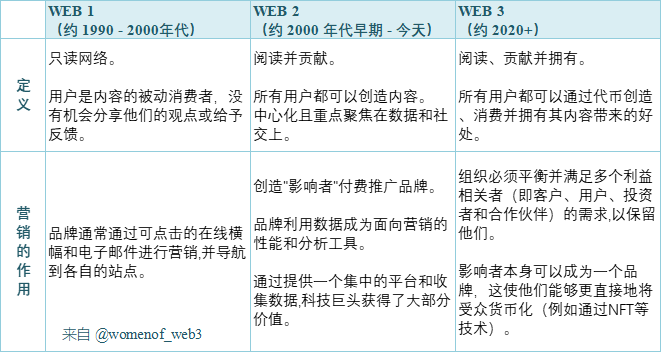 WEB 1
（约 1990 - 2000年代）
WEB 2
（约 2000 年代早期 - 今天）
WEB 3
（约 2020+）
定
义
只读网络。
用户是内容的被动消费者，没
有机会分享他们的观点或给予
反馈。
阅读并贡献。
所有用户都可以创造内容。
中心化且重点聚焦在数据和社
交上。
阅读、贡献并拥有。
所有用户都可以通过代币创造
、消费并拥有其内容带来的好
处。
营
销
的
作
用
品牌通常通过可点击的在线横
幅和电子邮件进行营销,并导航
到各自的站点。
来自 @womenof_web3
创造"影响者"付费推广品牌。
品牌利用数据成为面向营销的
性能和分析工具。
通过提供一个集中的平台和收
集数据,科技巨头获得了大部分
价值。
组织必须平衡并满足多个利益
相关者（即客户、用户、投资
者和合作伙伴）的需求,以保留
他们。
影响者本身可以成为一个品
牌，这使他们能够更直接地将
受众货币化（例如通过NFT等
技术）。